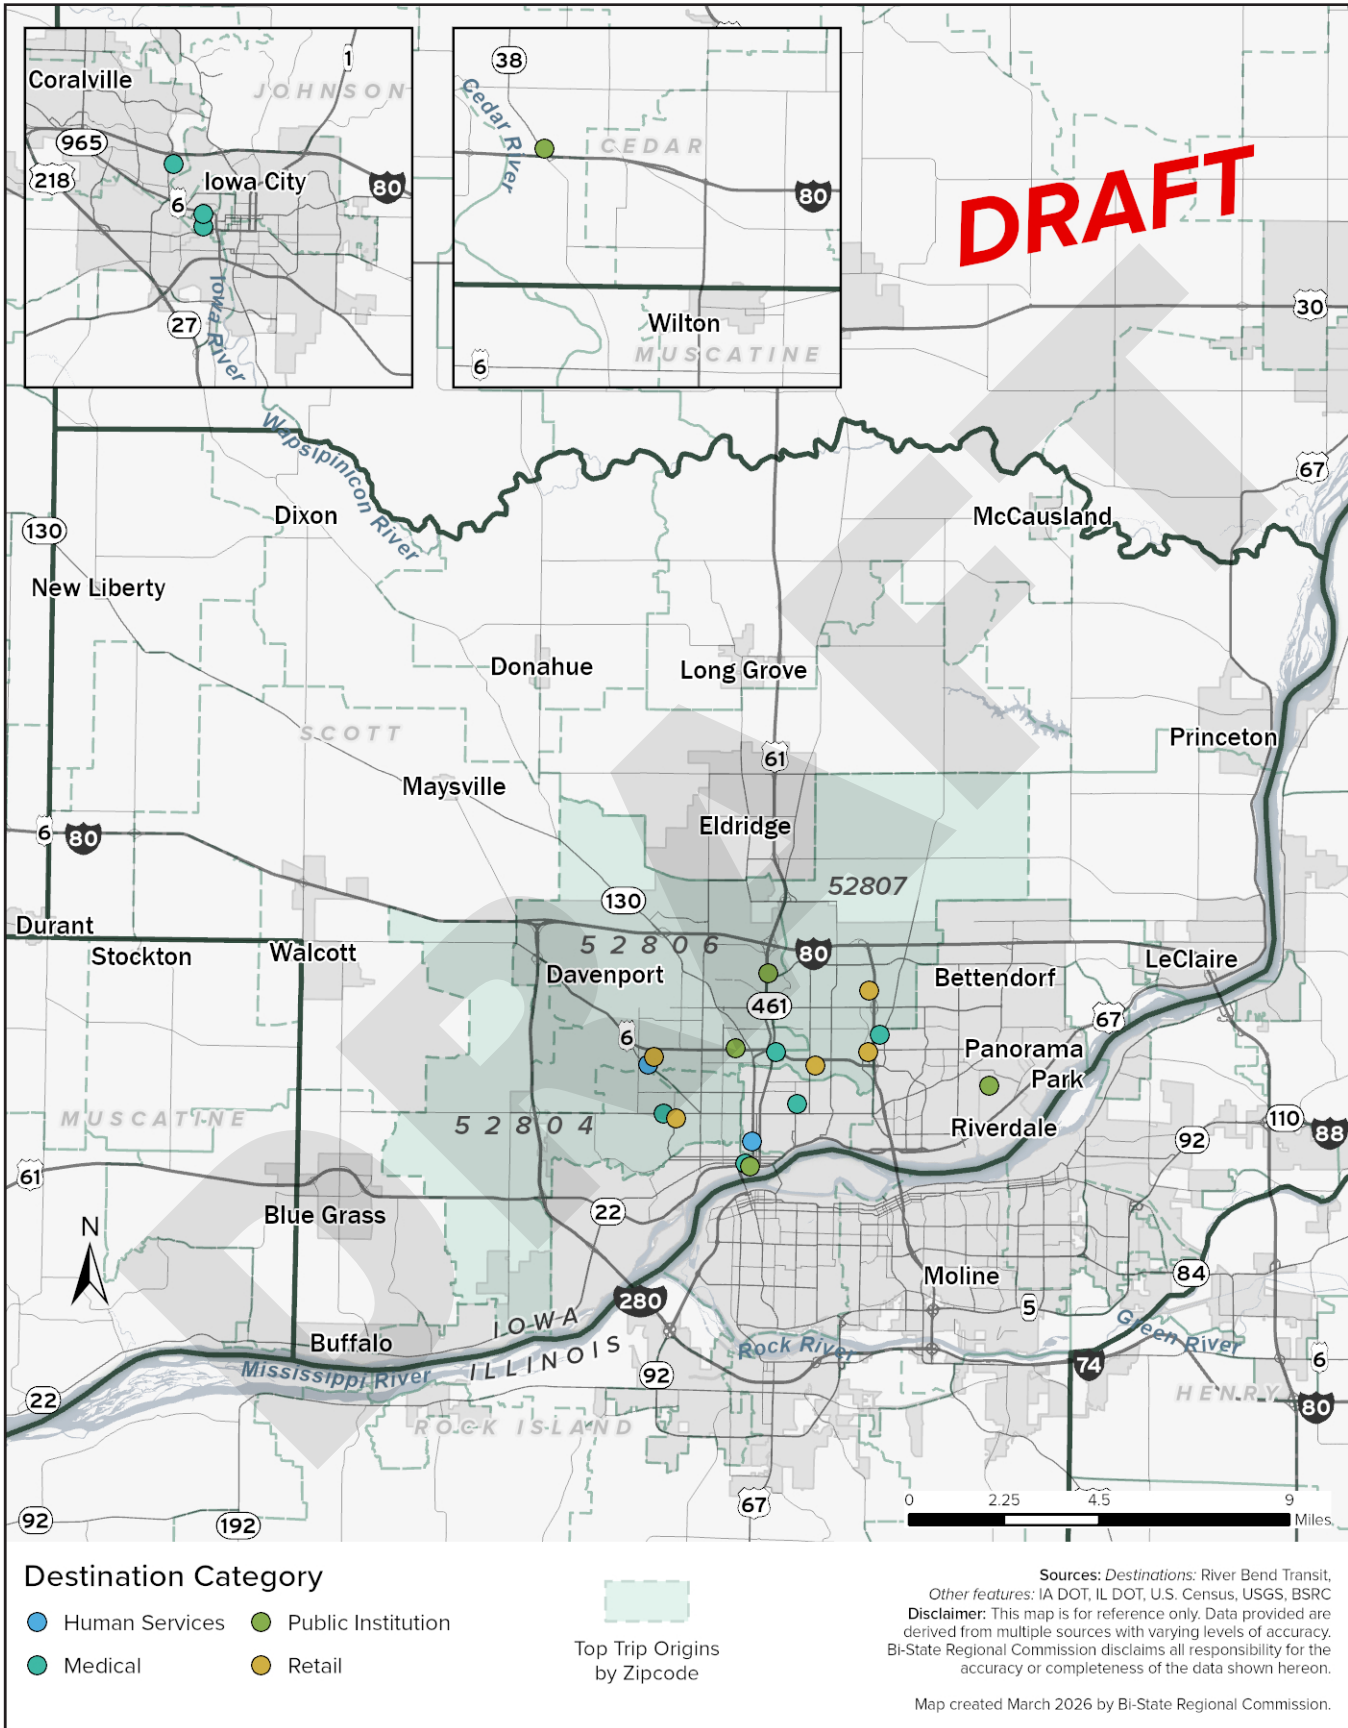 Coralville
JOHNSON
1
965
218
Iowa City
6
80
27
Iowa River
38
Cedar River
CEDAR
80
Wilton
MUSCATINE
6
DRAFT
30
67
Wapsipinicon River
Dixon
McCausland
130
New Liberty
Donahue
Long Grove
SCOTT
Princeton
61
Maysville
Eldridge
6
80
52807
130
Durant
Stockton
Walcott
52806
80
Davenport
Bettendorf
LeClaire
461
67
6
Panorama
Park
MUSCATINE
52804
Riverdale
110
88
92
61
Blue Grass
22
N
Moline
84
280
5
IOWA
ILLINOIS
Buffalo
Mississippi River
Rock River
Green River
74
6
92
22
HENRY
80
ROCK ISLAND
67
92
192
0 2.25 4.5 9
Miles
DRAFT
Destination Category
Human Services
Public Institution
Medical
Retail
Top Trip Origins
by Zipcode
Sources: Destinations: River Bend Transit,
Other features: IA DOT, IL DOT, U.S. Census, USGS, BSRC
Disclaimer: This map is for reference only. Data provided are
derived from multiple sources with varying levels of accuracy.
Bi-State Regional Commission disclaims all responsibility for the
accuracy or completeness of the data shown hereon.
Map created March 2026 by Bi-State Regional Commission.